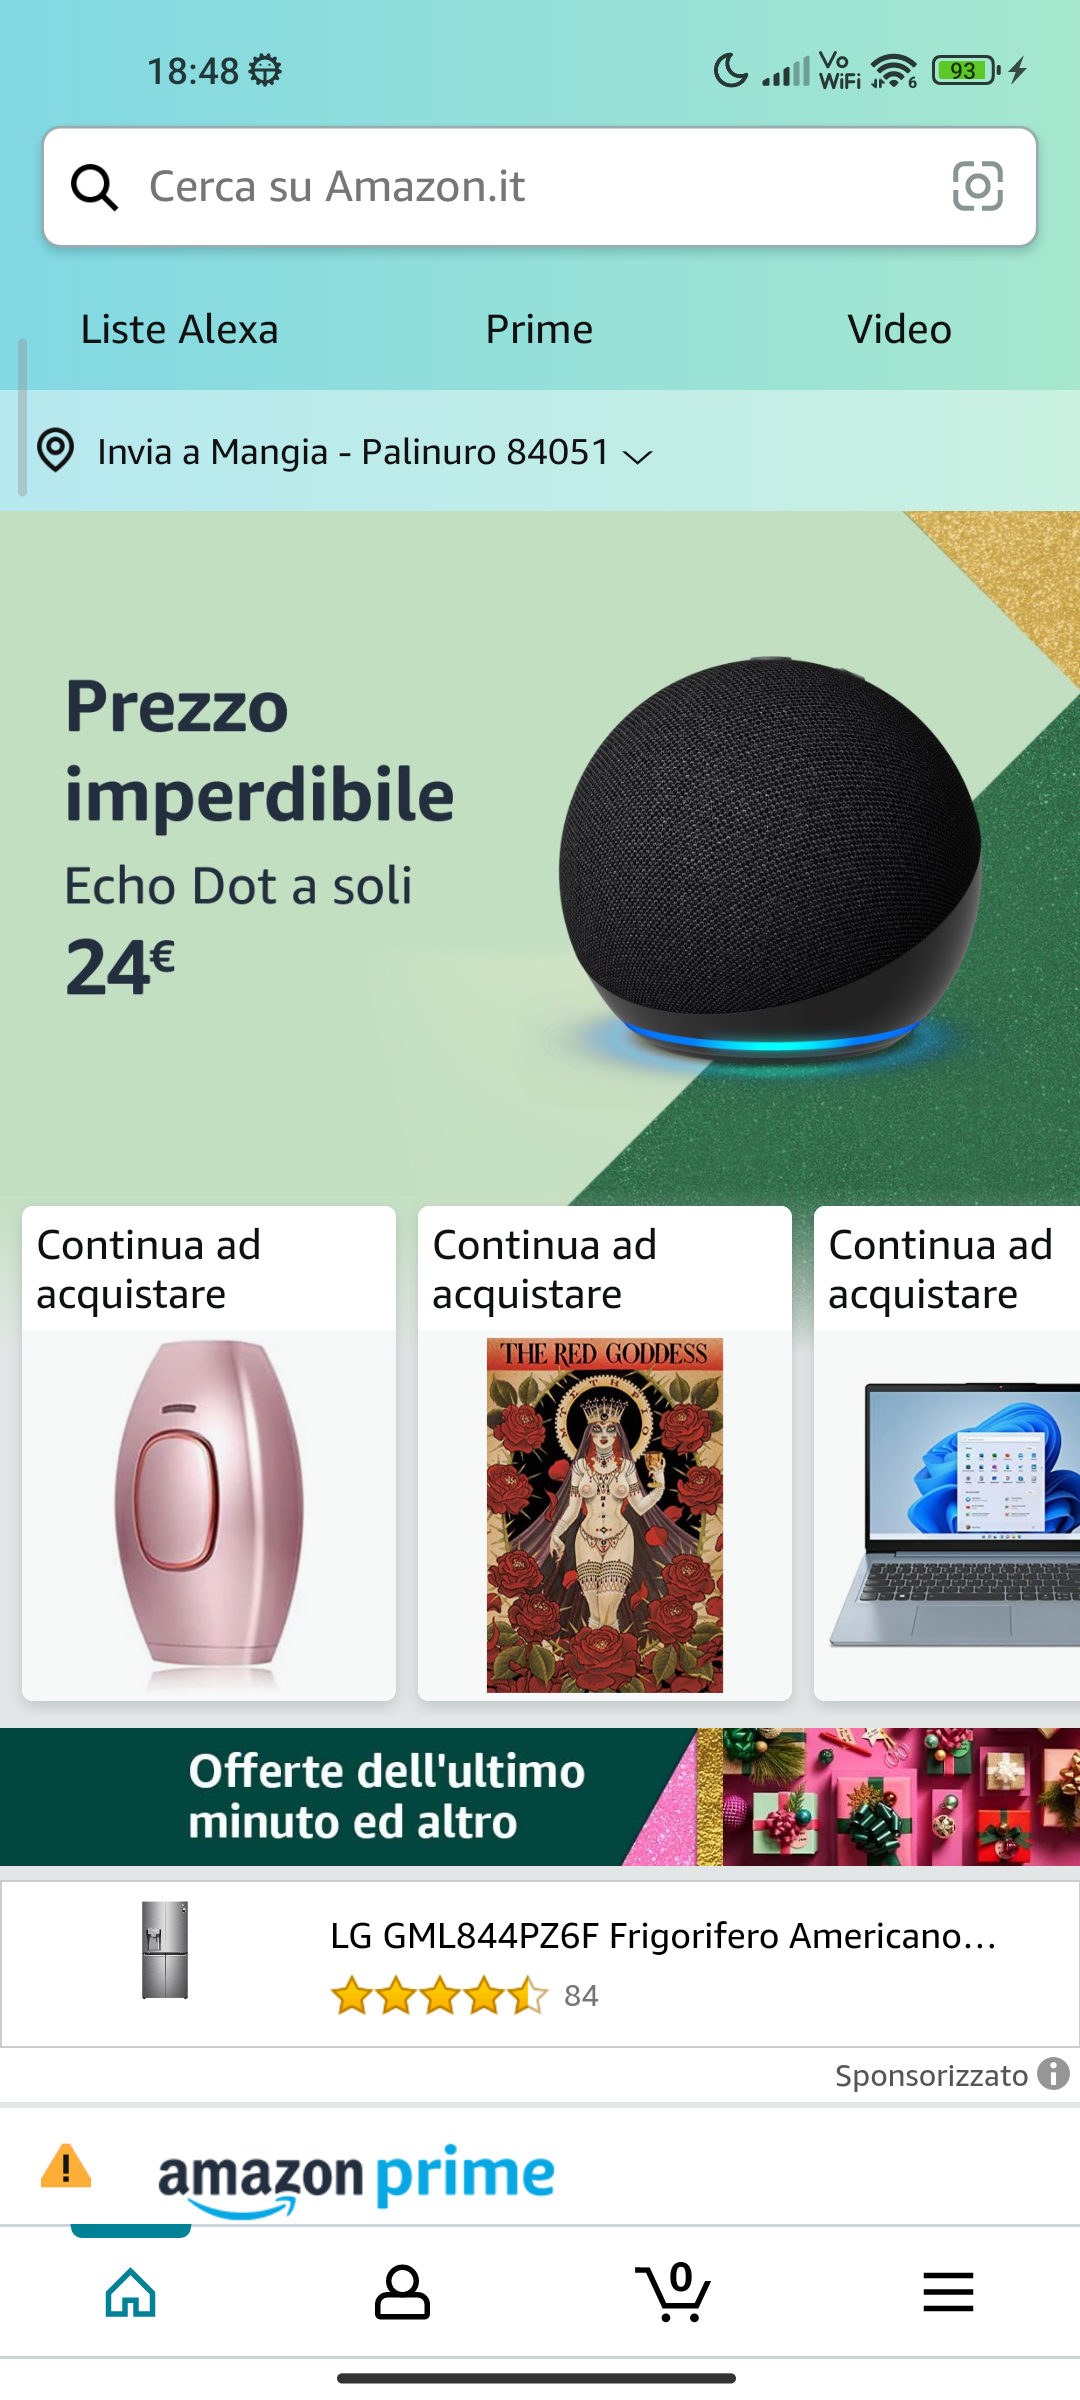 18:48
Vo
WiFi
6
93
Cerca su Amazon.it
Liste Alexa
Prime
Video
Invia a Mangia - Palinuro 84051
Prezzo
imperdibile
Echo Dot a soli
24€
Continua ad
acquistare
Continua ad
acquistare
Continua ad
acquistare
THE RED GODDESS
Offerte dell'ultimo
minuto ed altro
LG GML844PZ6F Frigorifero Americano...
84
Sponsorizzato
amazon prime
0